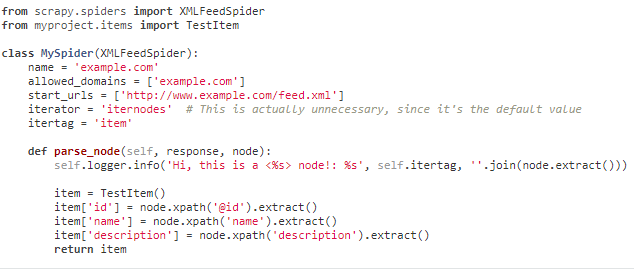 from scrapy.spiders import XMLFeedSpider
from myproject.items import TestItem

class MySpider(XMLFeedSpider):
    name = 'example.com'
    allowed_domains = ['example.com']
    start_urls = ['http://www.example.com/feed.xml']
    iterator = 'iternodes'  # This is actually unnecessary, since it's the default value
    itertag = 'item'

    def parse_node(self, response, node):
        self.logger.info('Hi, this is a <%s> node!: %s', self.itertag, ''.join(node.extract()))

        item = TestItem()
        item['id'] = node.xpath('@id').extract()
        item['name'] = node.xpath('name').extract()
        item['description'] = node.xpath('description').extract()
        return item